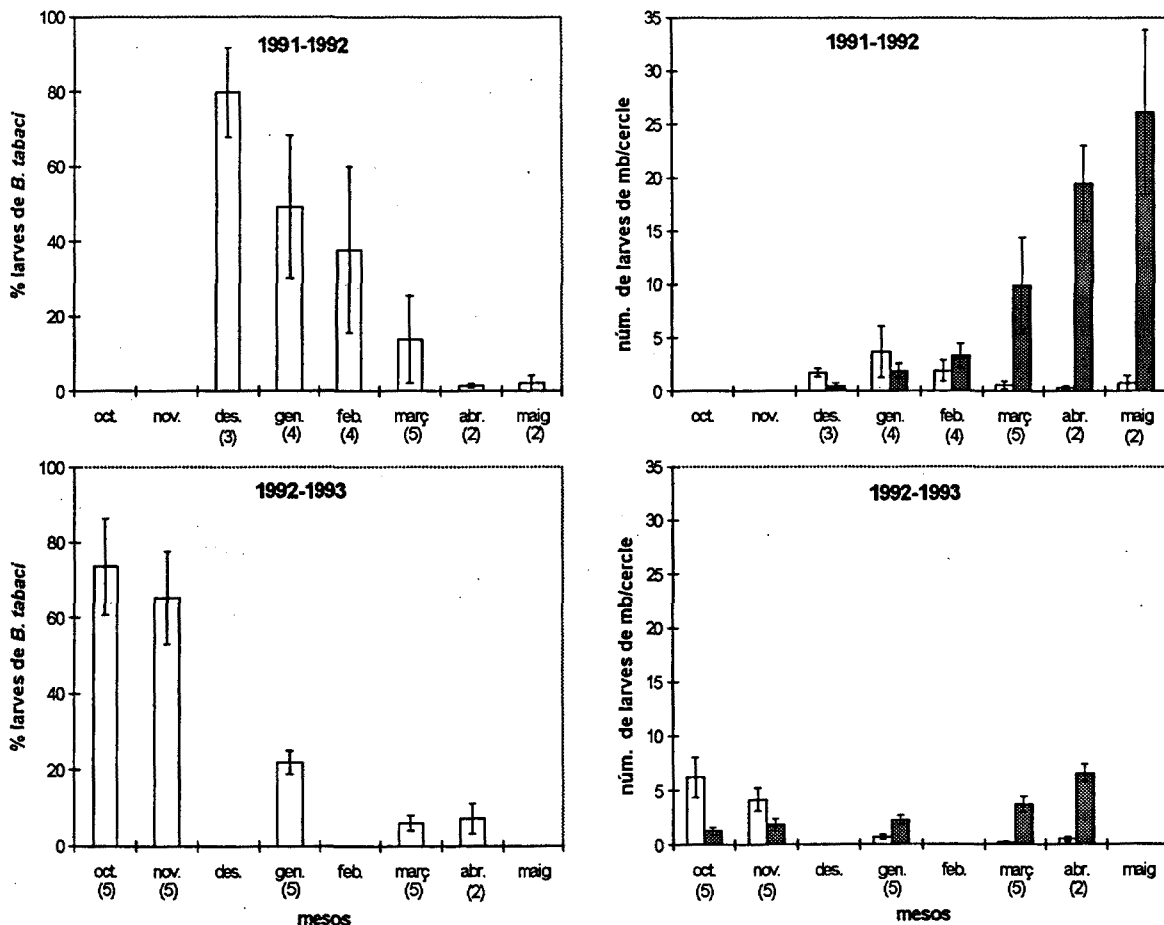 1991-1992
% larves de B. tabaci
100
80
60
40
20
0
oct. nov. des. gen. feb. març abr. maig
(3) (4) (4) (5) (2) (2)
1991-1992
núm. de larves de mb/cercle
35
30
25
20
15
10
5
0
oct. nov. des. gen. feb. març abr. maig
(3) (4) (4) (5) (2) (2)
1992-1993
% larves de B. tabaci
100
80
60
40
20
0
oct. nov. des. gen. feb. març abr. maig
(5) (5) (5) (5) (2)
mesos
1992-1993
núm. de larves de mb/cercle
35
30
25
20
15
10
5
0
oct. nov. des. gen. feb. març abr. maig
(5) (5) (5) (5) (2)
mesos